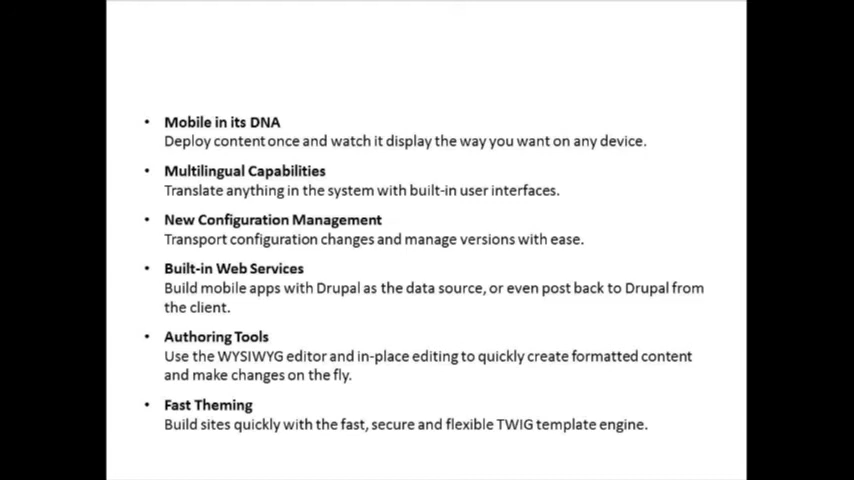 • Mobile in its DNA
Deploy content once and watch it display the way you want on any device.
• Multilingual Capabilities
Translate anything in the system with built-in user interfaces.
• New Configuration Management
Transport configuration changes and manage versions with ease.
• Built-in Web Services
Build mobile apps with Drupal as the data source, or even post back to Drupal from
the client.
• Authoring Tools
Use the WYSIWYG editor and in-place editing to quickly create formatted content
and make changes on the fly.
• Fast Theming
Build sites quickly with the fast, secure and flexible TWIG template engine.